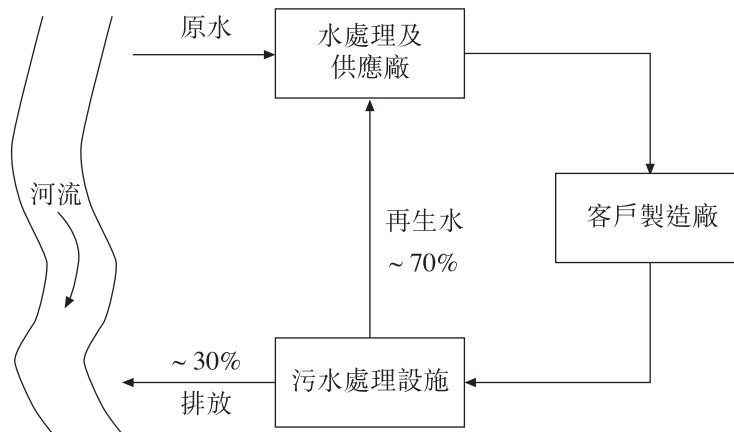 原水
水處理及
供應廠
河流
再生水
~ 70%
客戶製造廠
~ 30%
排放
污水處理設施